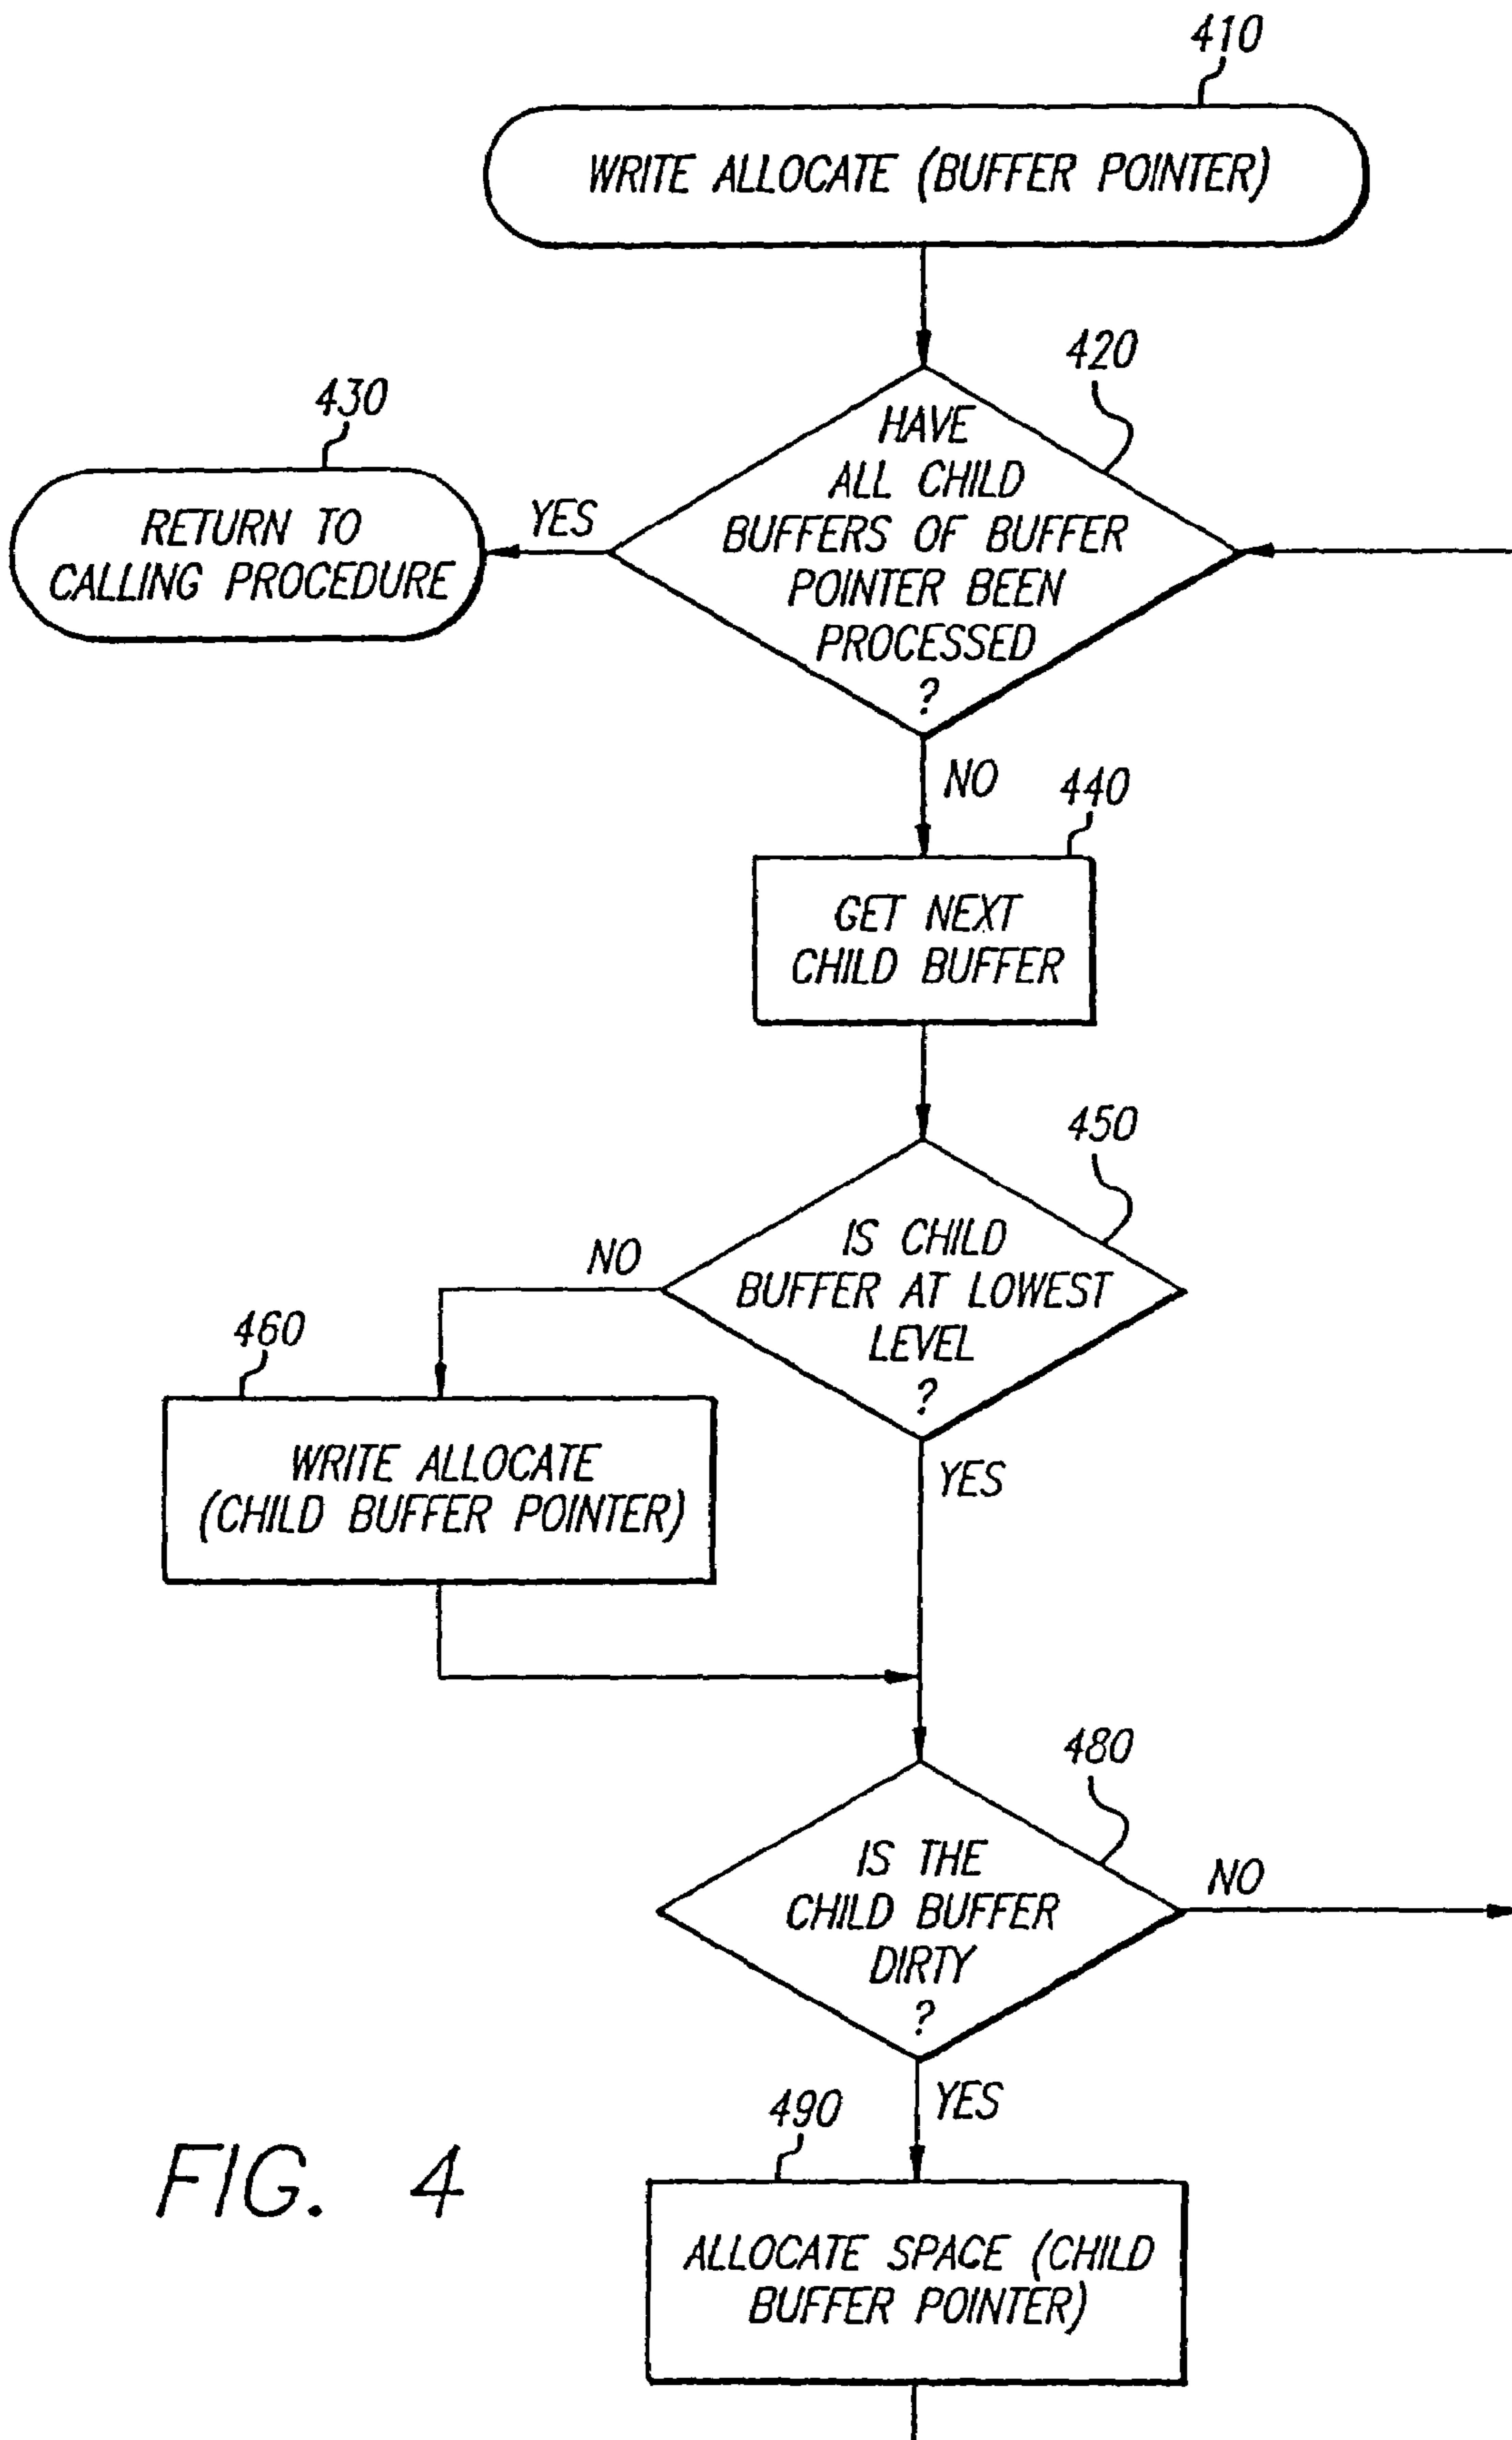 410
WRITE ALLOCATE (BUFFER POINTER)
420
HAVE
ALL CHILD
BUFFERS OF BUFFER
POINTER BEEN
PROCESSED
?
430
RETURN TO
CALLING PROCEDURE
YES
NO
440
GET NEXT
CHILD BUFFER
450
IS CHILD
BUFFER AT LOWEST
LEVEL
?
NO
460
WRITE ALLOCATE
(CHILD BUFFER POINTER)
YES
480
IS THE
CHILD BUFFER
DIRTY
?
NO
YES
490
ALLOCATE SPACE (CHILD
BUFFER POINTER)
FIG. 4